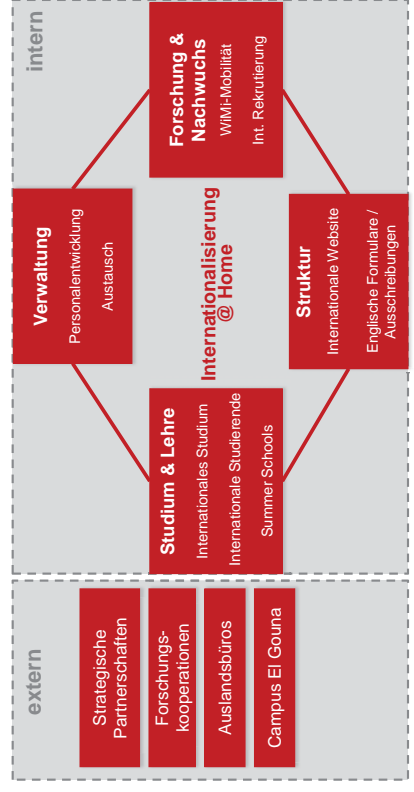 extern
Strategische
Partnerschaften
Forschungs-
kooperationen
Auslandsbüros
Campus El Gouna
intern
Verwaltung
Personalentwicklung
Austausch
Studium & Lehre
Internationales Studium
Internationale Studierende
Summer Schools
Internationalisierung
@ Home
Forschung &
Nachwuchs
WiMi-Mobilität
Int. Rekrutierung
Struktur
Internationale Website
Englische Formulare /
Ausschreibungen